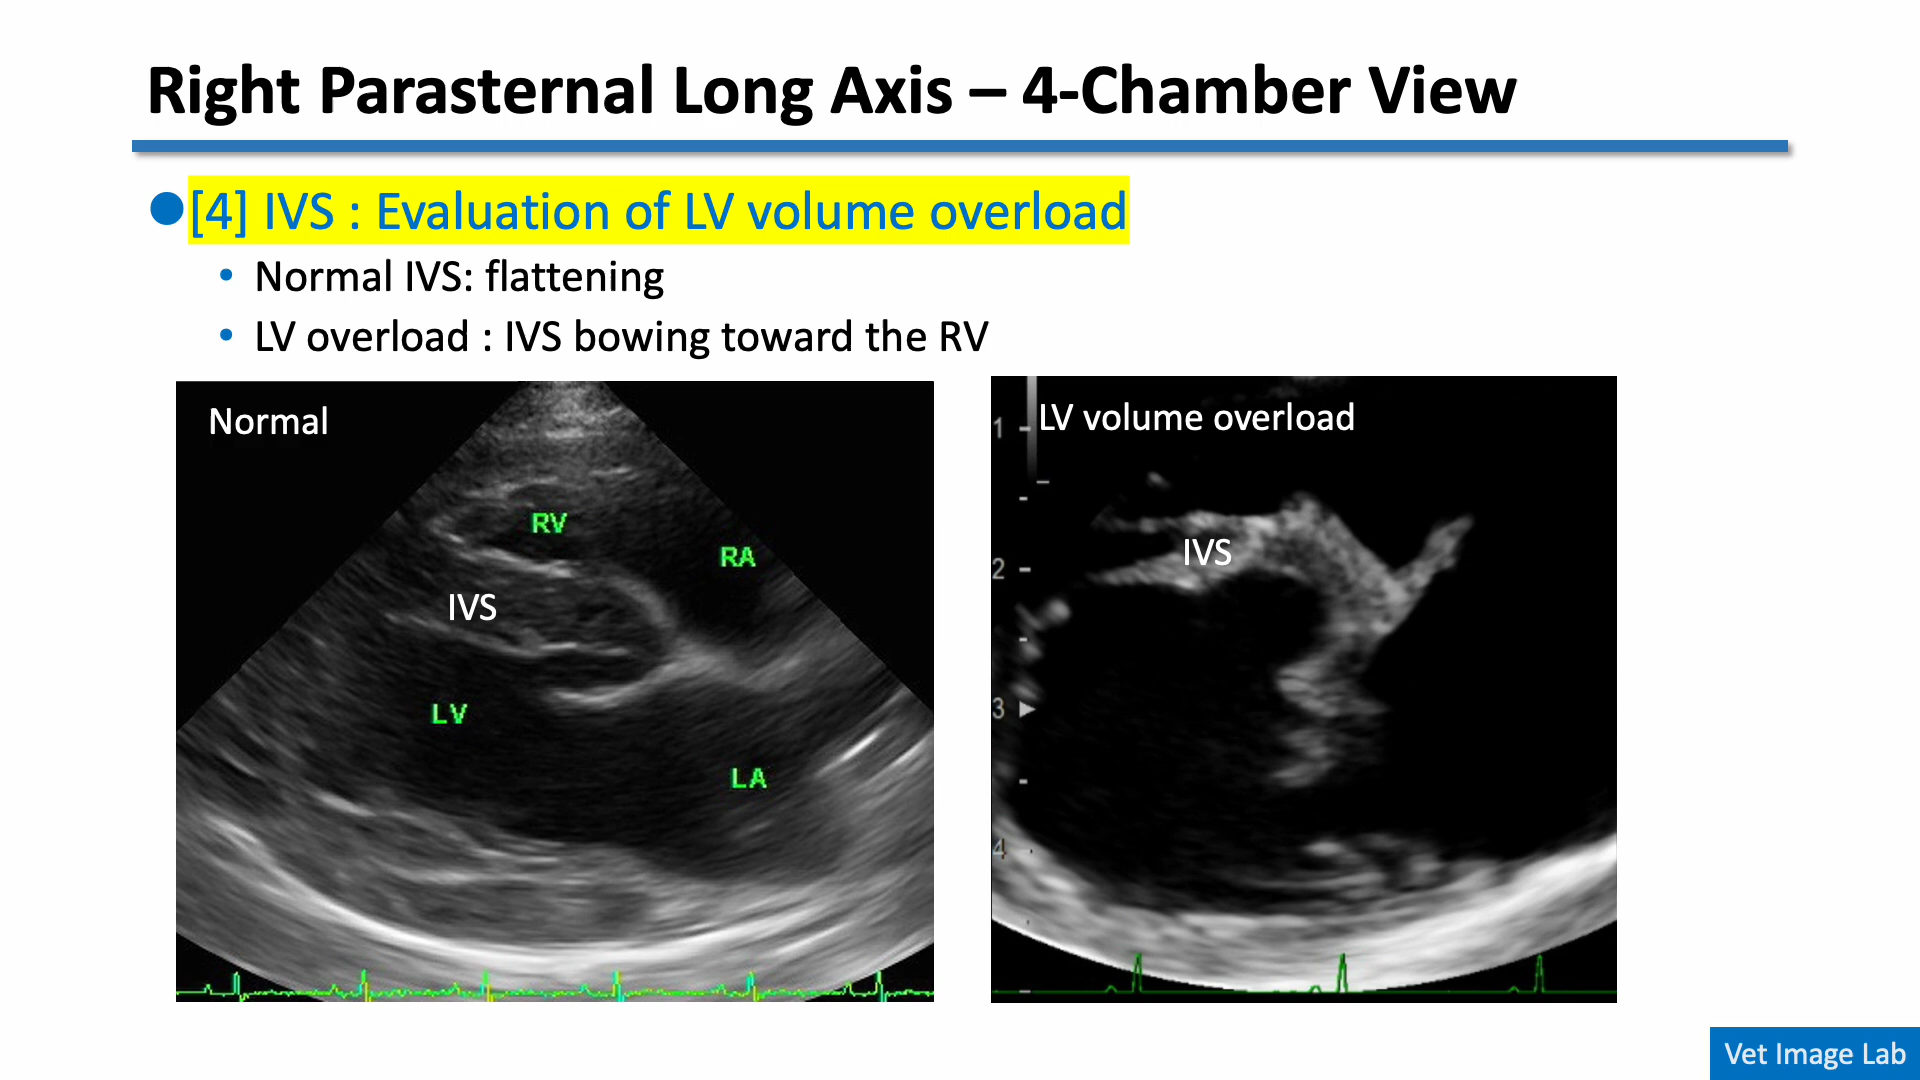 Right Parasternal Long Axis – 4-Chamber View
[4] IVS : Evaluation of LV volume overload
• Normal IVS: flattening
• LV overload : IVS bowing toward the RV
Normal
RV
RA
IVS
LV
LA
LV volume overload
1
IVS
2
3
4
Vet Image Lab